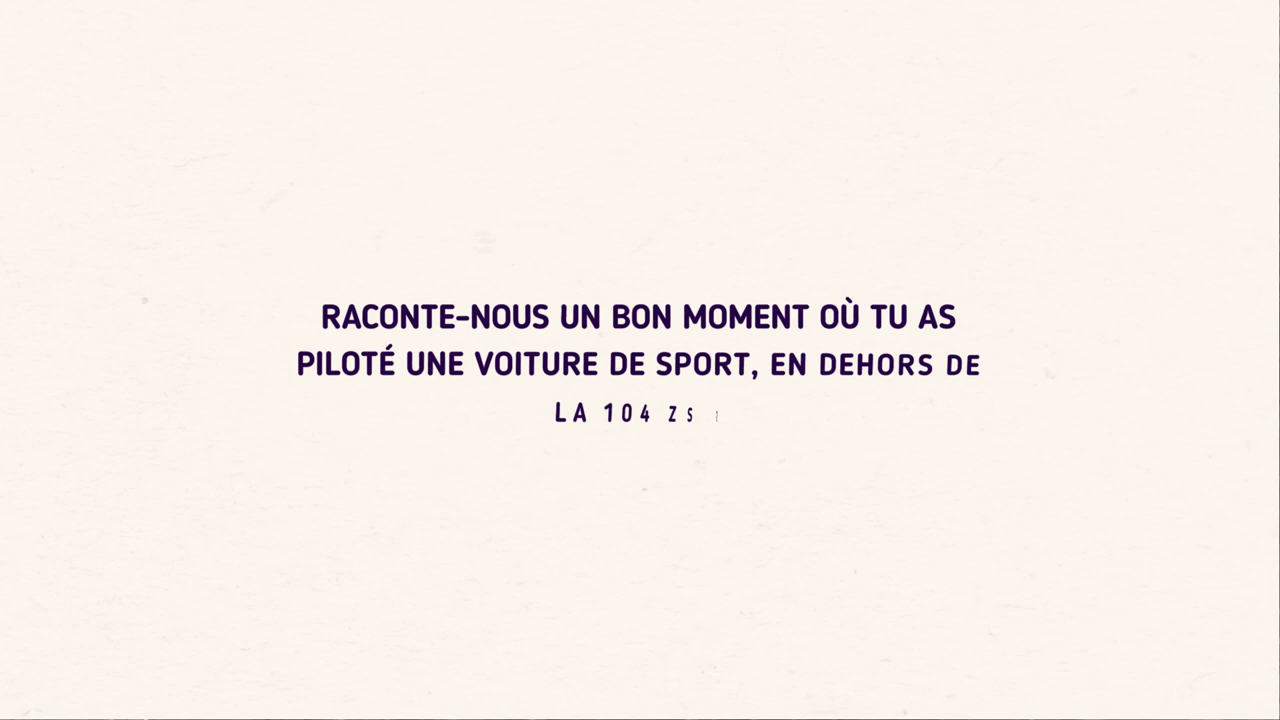 RACONTE-NOUS UN BON MOMENT OÙ TU AS
PILOTÉ UNE VOITURE DE SPORT, EN DEHORS DE
LA 104 ZS